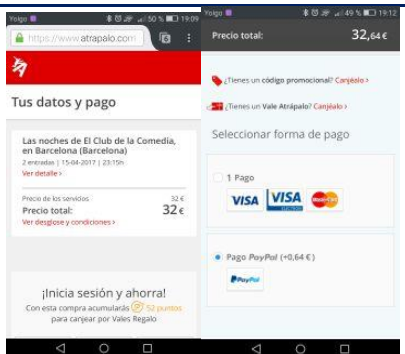 Yoigo
50 %
19:09
https://www.atrapalo.com
Tus datos y pago
Las noches de El Club de la Comedia,
en Barcelona (Barcelona)
2 entradas | 15-04-2017 | 23:15h
Ver detalle >
Precio de los servicios 32 €
Precio total: 32 €
Ver desglose y condiciones >
¡Inicia sesión y ahorra!
Con esta compra acumularás 52 puntos
para canjear por Vales Regalo
Yoigo
49 %
19:12
Precio total: 32,64 €
¿Tienes un código promocional? Canjéalo >
¿Tienes un Vale Atrápalo? Canjéalo >
Seleccionar forma de pago
1 Pago
VISA VISA MasterCard
Pago PayPal (+0,64 €)
PayPal